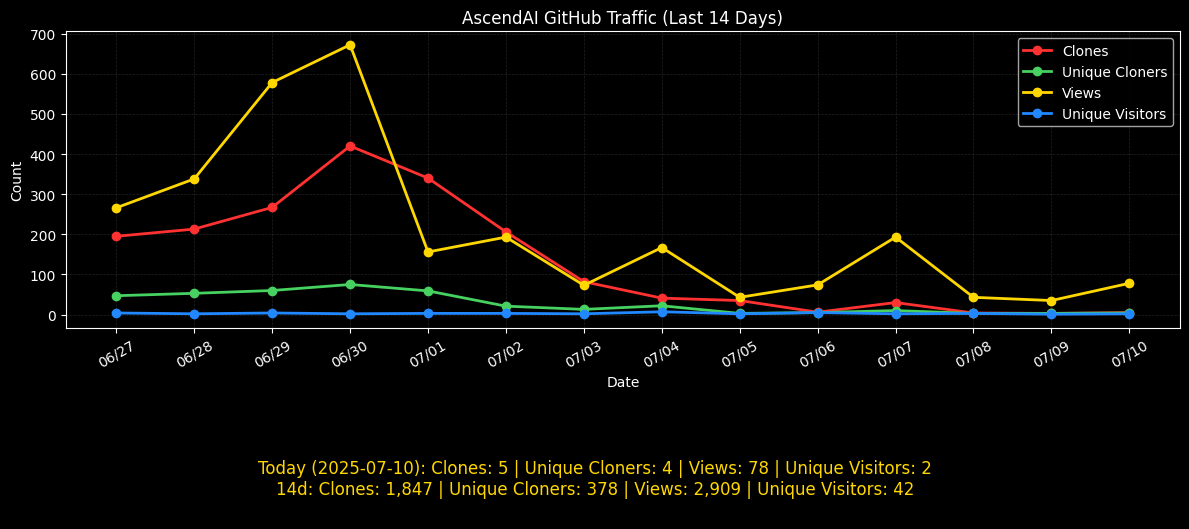 AscendAI GitHub Traffic (Last 14 Days)
700
600
500
400
300
200
100
0
Count
Clones
Unique Cloners
Views
Unique Visitors
06/27
06/28
06/29
06/30
07/01
07/02
07/03
07/04
07/05
07/06
07/07
07/08
07/09
07/10
Date
Today (2025-07-10): Clones: 5 | Unique Cloners: 4 | Views: 78 | Unique Visitors: 2
14d: Clones: 1,847 | Unique Cloners: 378 | Views: 2,909 | Unique Visitors: 42